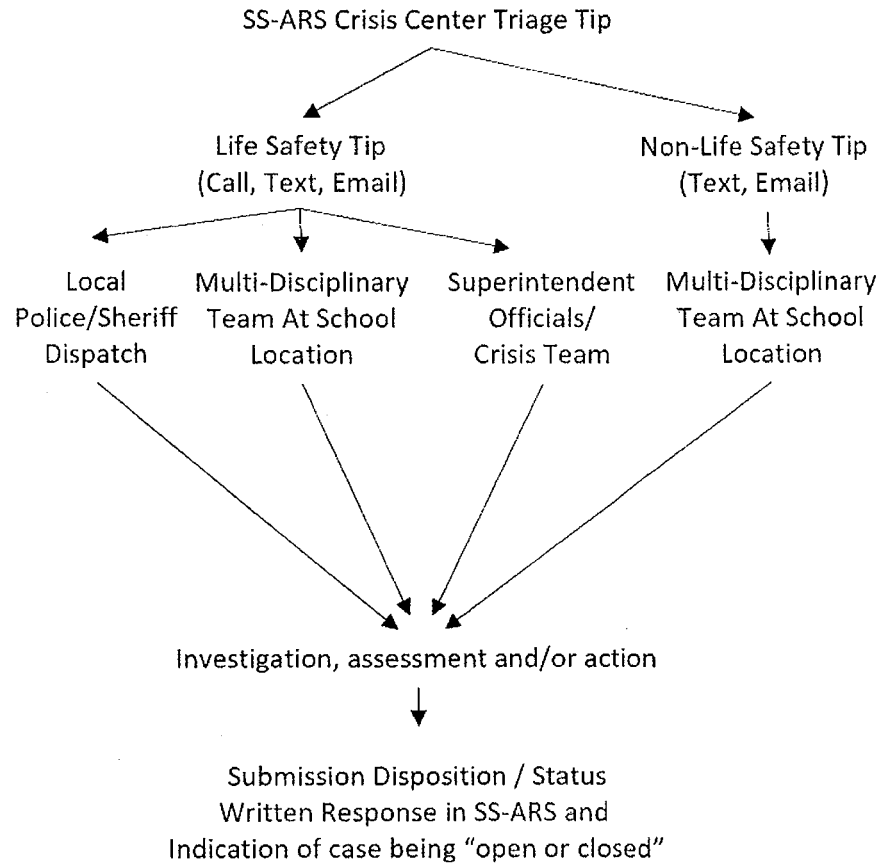 SS-ARS Crisis Center Triage Tip
Life Safety Tip
(Call, Text, Email)
Non-Life Safety Tip
(Text, Email)
Local
Police/Sheriff
Dispatch
Multi-Disciplinary
Team At School
Location
Superintendent
Officials/
Crisis Team
Multi-Disciplinary
Team At School
Location
Investigation, assessment and/or action
Submission Disposition / Status
Written Response in SS-ARS and
Indication of case being “open or closed”